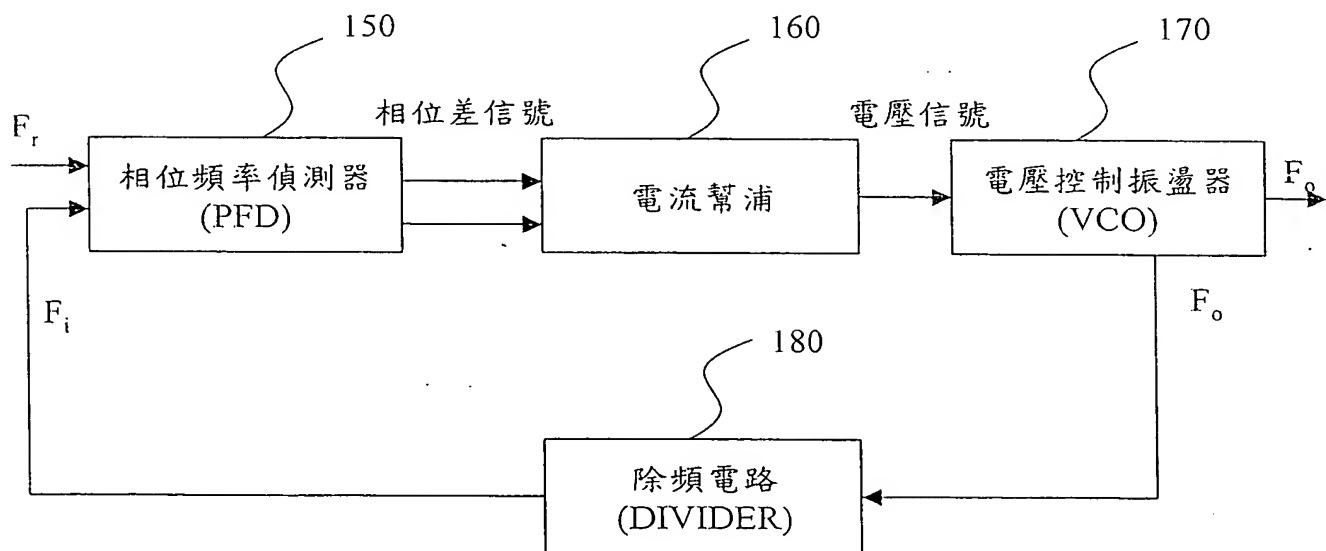 150
160
170
相位差信號
電壓信號
F_r
相位頻率偵測器
(PFD)
電流幫浦
電壓控制振盪器
(VCO)
F_o
F_i
F_o
180
除頻電路
(DIVIDER)